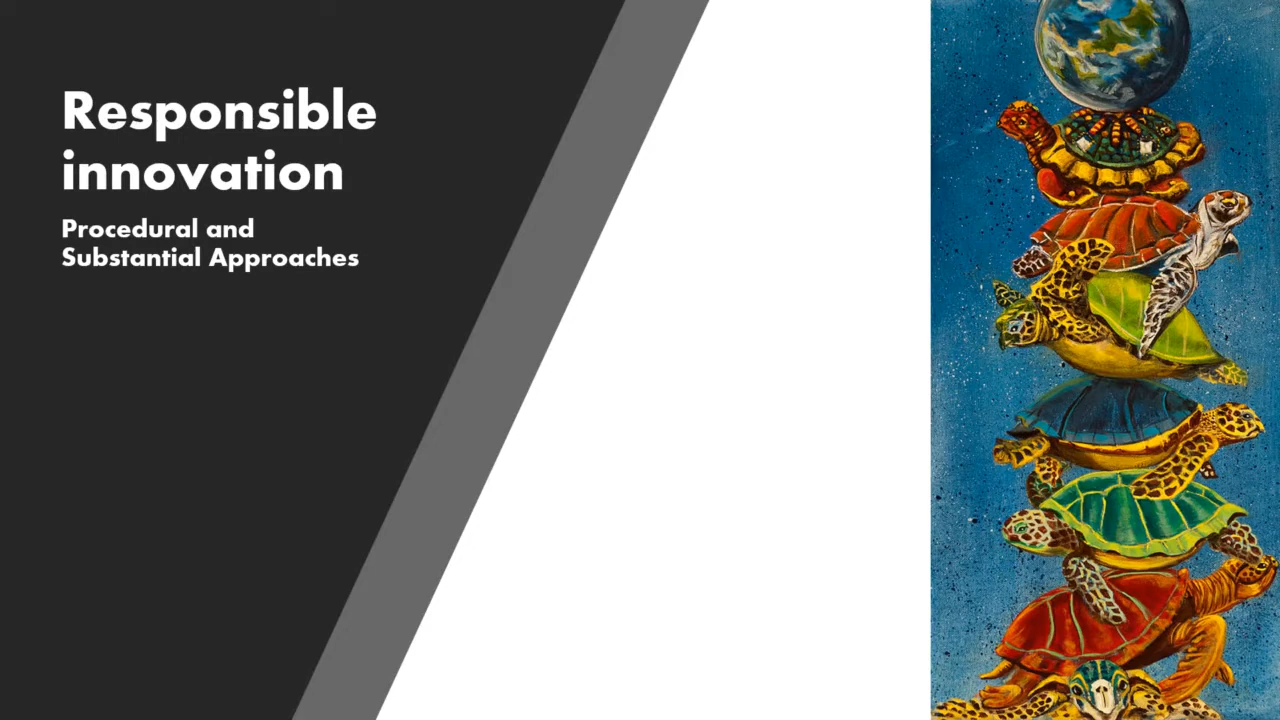 Responsible
innovation
Procedural and
Substantial Approaches